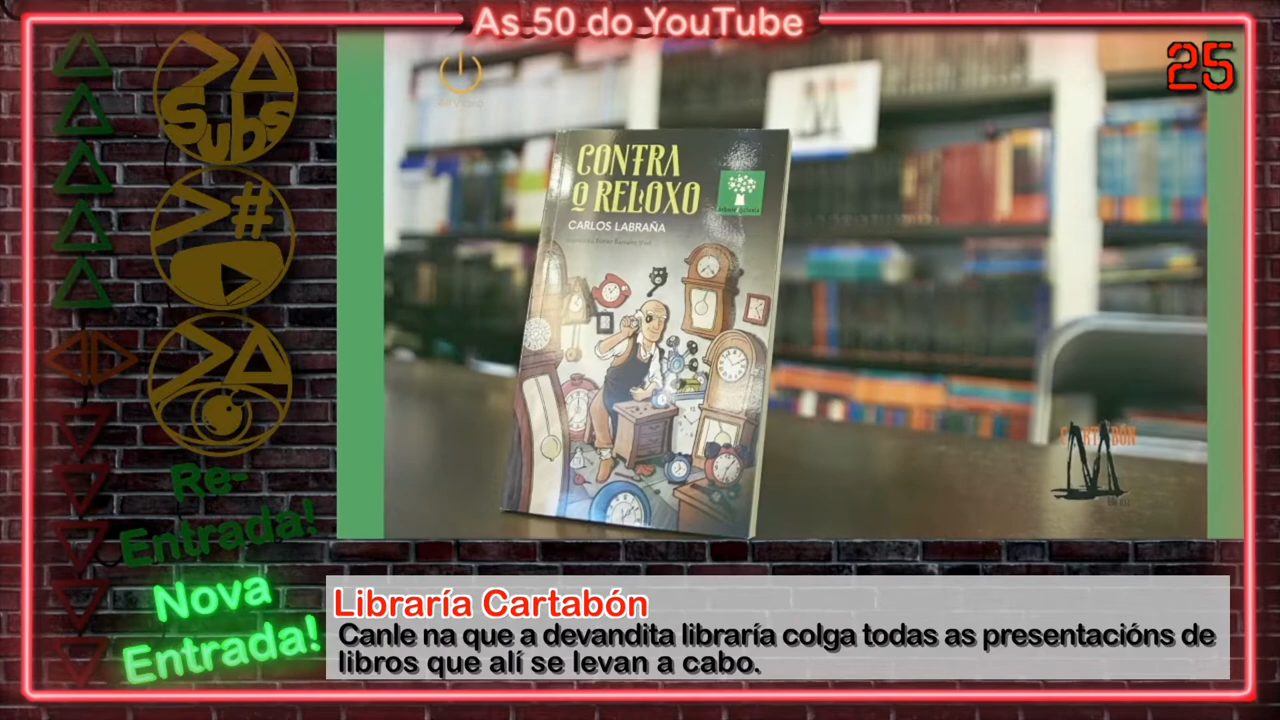 As 50 do YouTube
25
Subs
#
CONTRA
O RELOXO
CARLOS LABRAÑA
Re-
Entrada!
Nova
Entrada!
Libraría Cartabón
Canle na que a devandita libraría colga todas as presentacións de
libros que alí se levan a cabo.